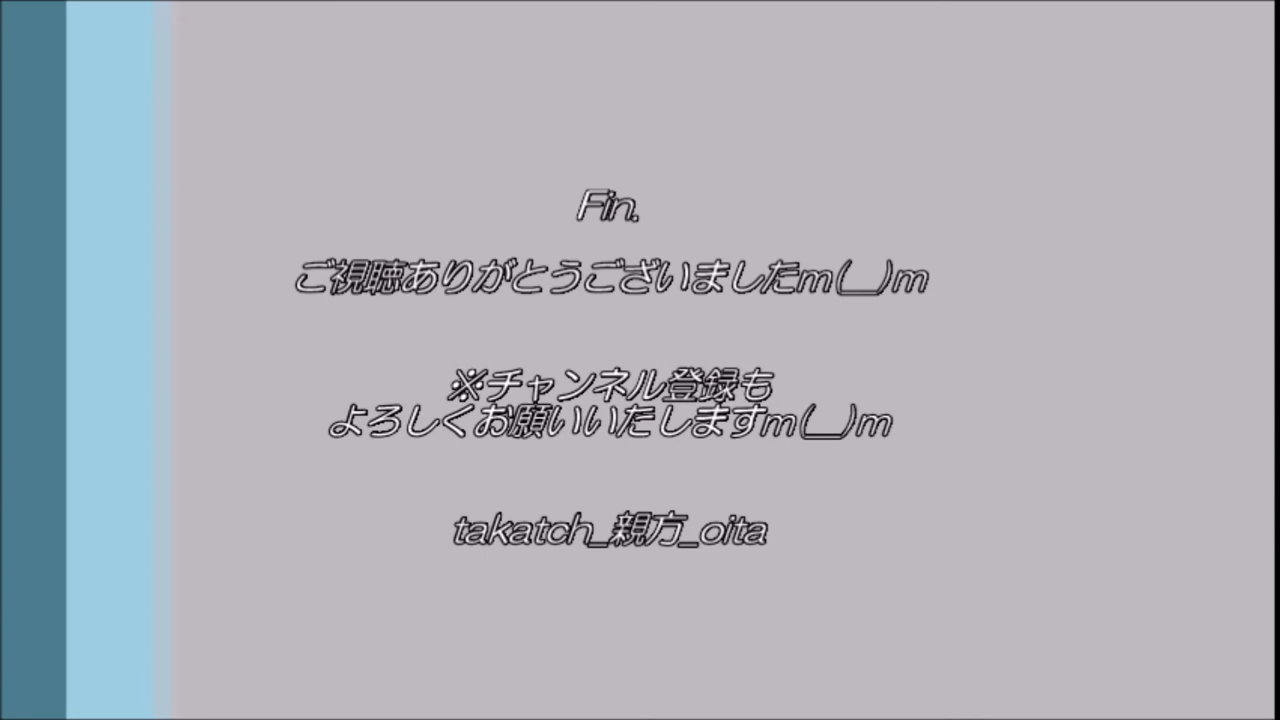 Fin.
ご視聴ありがとうございましたm(__)m
※チャンネル登録も
よろしくお願いいたしますm(__)m
takatch_親方_oita